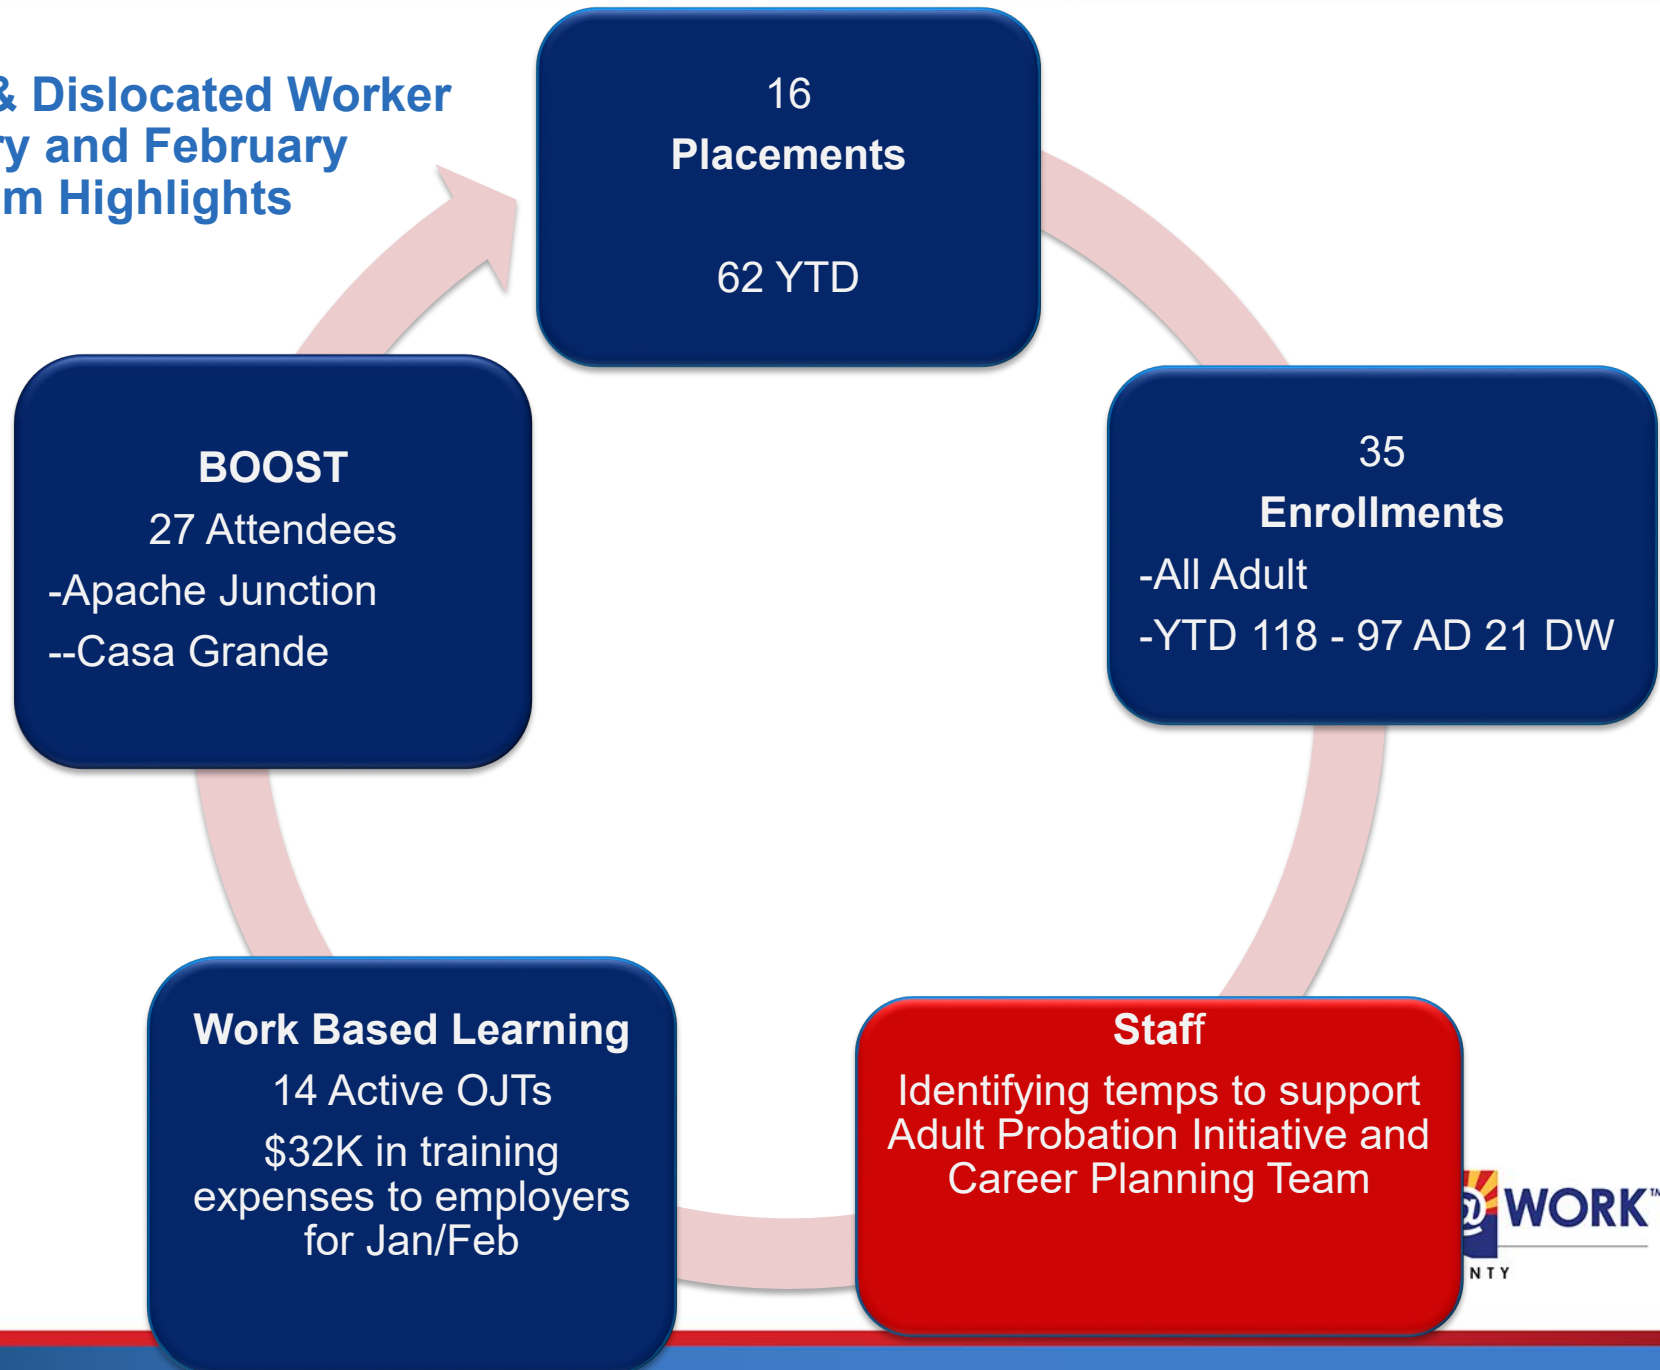 & Dislocated Worker
ry and February
m Highlights
16
Placements
62 YTD
35
Enrollments
-All Adult
-YTD 118 - 97 AD 21 DW
Staff
Identifying temps to support
Adult Probation Initiative and
Career Planning Team
Work Based Learning
14 Active OJTs
$32K in training
expenses to employers
for Jan/Feb
BOOST
27 Attendees
-Apache Junction
--Casa Grande
@ WORK™
NTY